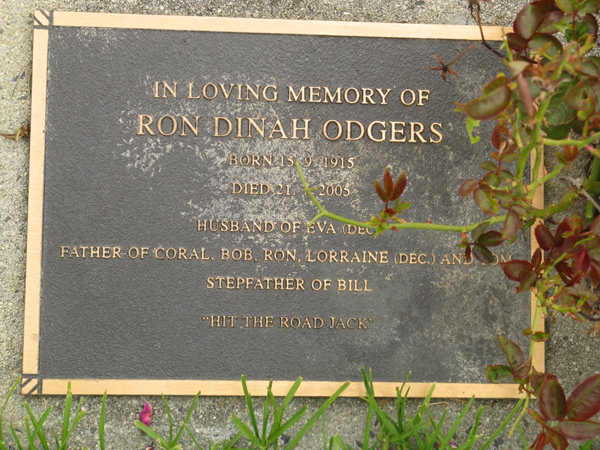 IN LOVING MEMORY OF
RON DINAH ODGERS
BORN 15 . 9 . 1915
DIED 21 . . 2005
HUSBAND OF EVA (DEC)
FATHER OF CORAL, BOB, RON, LORRAINE (DEC.) AND
STEPFATHER OF BILL
"HIT THE ROAD JACK"